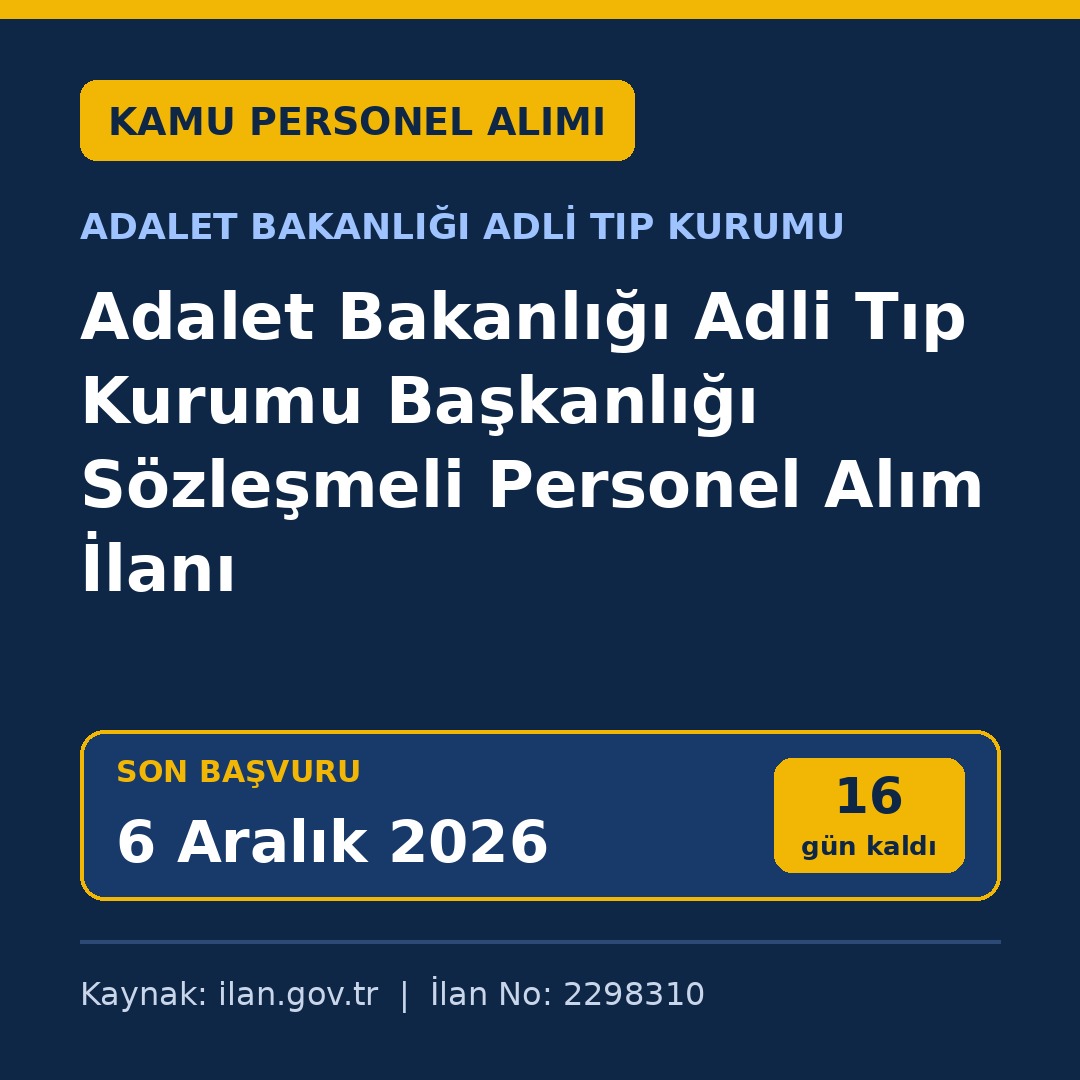 KAMU PERSONEL ALIMI
ADALET BAKANLIĞI ADLİ TIP KURUMU
Adalet Bakanlığı Adli Tıp
Kurumu Başkanlığı
Sözleşmeli Personel Alım
İlanı
SON BAŞVURU
6 Aralık 2026
16
gün kaldı
Kaynak: ilan.gov.tr | İlan No: 2298310